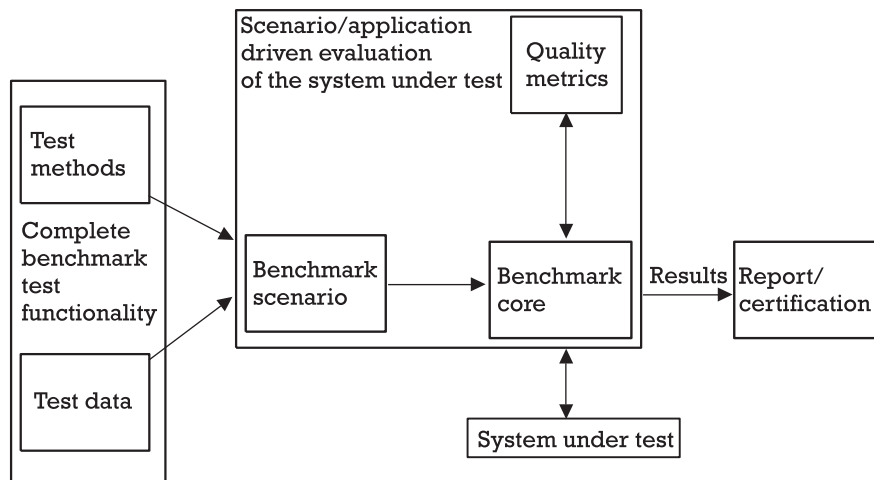 Scenario/application
driven evaluation
of the system under test
Quality
metrics
Test
methods
Complete
benchmark
test
functionality
Test data
Benchmark
scenario
Benchmark
core
Results
Report/
certification
System under test